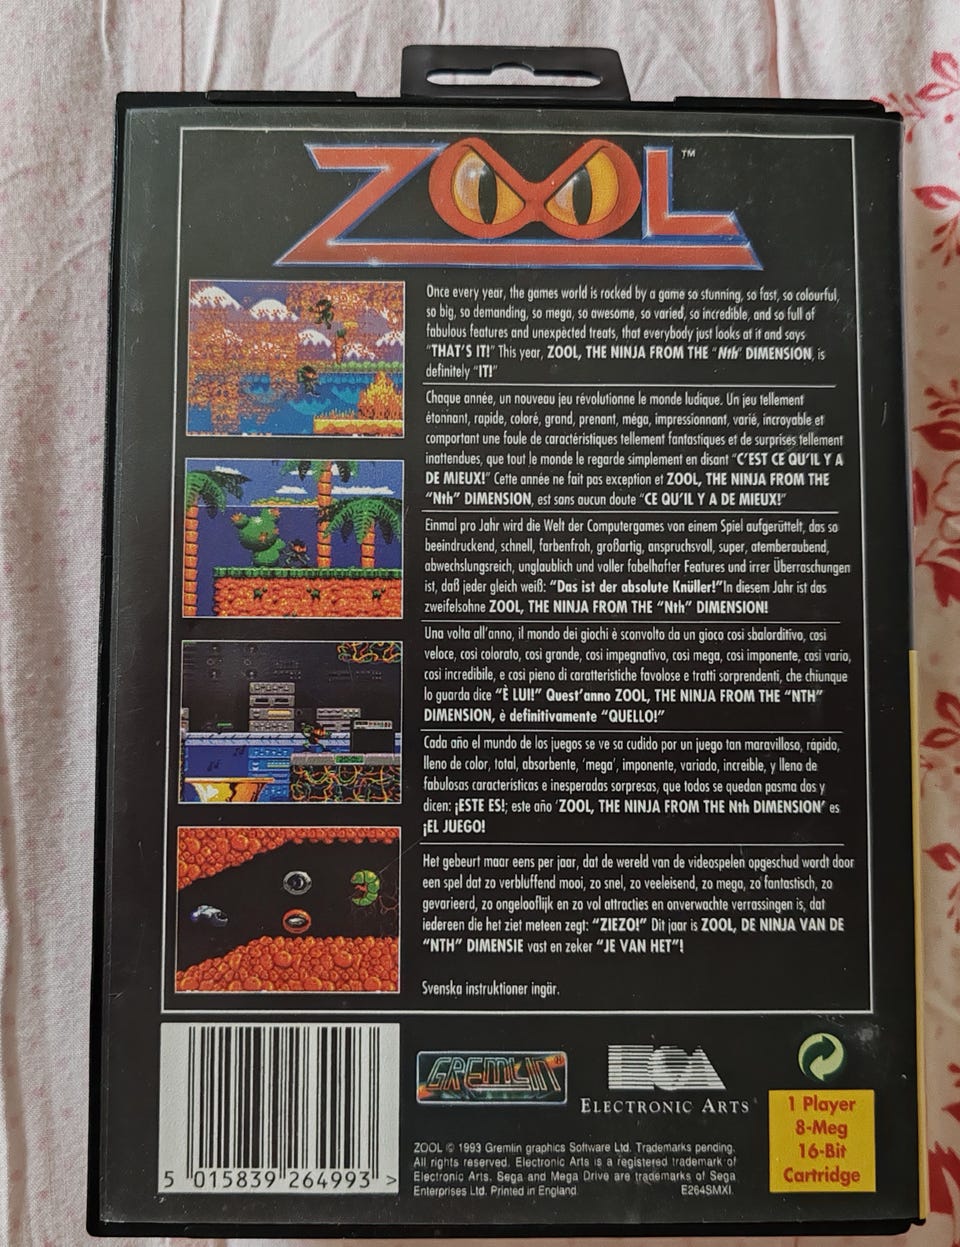 ZOOL™
Once every year, the games world is rocked by a game so stunning, so fast, so colourful,
so big, so demanding, so mega, so awesome, so varied, so incredible, and so full of
fabulous features and unexpected treats, that everybody just looks at it and says
"THAT'S IT!" This year, ZOOL, THE NINJA FROM THE "Nth" DIMENSION, is
definitely "IT!"
Chaque année, un nouveau jeu révolutionne le monde ludique. Un jeu tellement
étonnant, rapide, coloré, grand, prenant, méga, impressionnant, varié, incroyable et
comportant une foule de caractéristiques tellement fantastiques et de surprises tellement
inattendues, que tout le monde le regarde simplement en disant "C'EST CE QU'IL Y A
DE MIEUX!" Cette année ne fait pas exception et ZOOL, THE NINJA FROM THE
"Nth" DIMENSION, est sans aucun doute "CE QU'IL Y A DE MIEUX!"
Einmal pro Jahr wird die Welt der Computergames von einem Spiel aufgerüttelt, das so
beeindruckend, schnell, farbenfroh, großartig, anspruchsvoll, super, atemberaubend,
abwechslungsreich, unglaublich und voller fabelhafter Features und irrer Überraschungen
ist, daß jeder gleich weiß: "Das ist der absolute Knüller!"In diesem Jahr ist das
zweifelsohne ZOOL, THE NINJA FROM THE "Nth" DIMENSION!
Una volta all'anno, il mondo dei giochi è sconvolto da un gioco cosi sbalorditivo, cosi
veloce, cosi colorato, cosi grande, cosi impegnativo, cosi mega, cosi imponente, cosi vario,
cosi incredibile, e cosi pieno di caratteristiche favolose e tratti sorprendenti, che chiunque
lo guarda dice "È LUI!" Quest'anno ZOOL, THE NINJA FROM THE "NTH"
DIMENSION, è definitivamente "QUELLO!"
Cada año el mundo de los juegos se ve sa cudido por un juego tan maravilloso, rápido,
lleno de color, total, absorbente, 'mega', imponente, variado, increible, y lleno de
fabulosas características e inesperadas sorpresas, que todos se quedan pasma dos y
dicen: ¡ESTE ES!; este año 'ZOOL, THE NINJA FROM THE Nth DIMENSION' es
¡EL JUEGO!
Het gebeurt maar eens per jaar, dat de wereld van de videospelen opgeschud wordt door
een spel dat zo verbluffend mooi, zo snel, zo veeleisend, zo mega, zo fantastisch, zo
gevarieerd, zo ongelooflijk en zo vol attracties en onverwachte verrassingen is, dat
iedereen die het ziet meteen zegt: "ZIEZO!" Dit jaar is ZOOL, DE NINJA VAN DE
"NTH" DIMENSIE vast en zeker "JE VAN HET"!
Svenska instruktioner ingår.
5 015839 264993 >
GREMLIN®
EA
ELECTRONIC ARTS®
1 Player
8-Meg
16-Bit
Cartridge
ZOOL © 1993 Gremlin graphics Software Ltd. Trademarks pending.
All rights reserved. Electronic Arts is a registered trademark of
Electronic Arts. Sega and Mega Drive are trademarks of Sega
Enterprises Ltd. Printed in England. E264SMXI